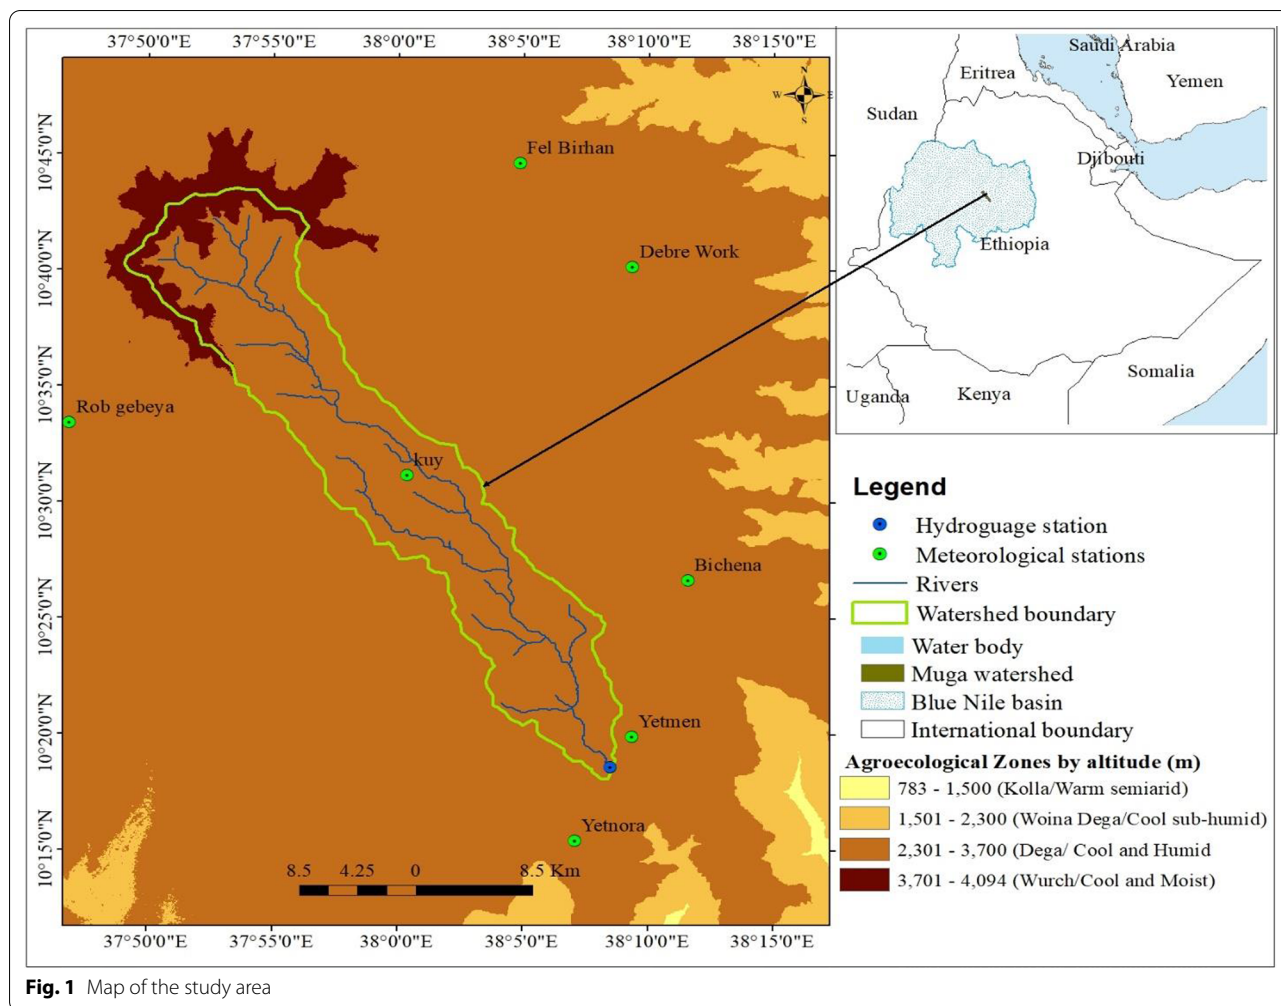 37°50'0"E 37°55'0"E 38°0'0"E 38°5'0"E 38°10'0"E 38°15'0"E
N
W E
S
10°45'0"N
10°40'0"N
10°35'0"N
10°30'0"N
10°25'0"N
10°20'0"N
10°15'0"N
Fel Birhan
Debre Work
Rob gebeya
kuy
Bichena
Yetmen
Yetnora
8.5 4.25 0 8.5 Km
37°50'0"E 37°55'0"E 38°0'0"E 38°5'0"E 38°10'0"E 38°15'0"E
Saudi Arabia
Eritrea
Yemen
Sudan
Djibouti
Ethiopia
Somalia
Uganda
Kenya
Legend
Hydroguage station
Meteorological stations
Rivers
Watershed boundary
Water body
Muga watershed
Blue Nile basin
International boundary
Agroecological Zones by altitude (m)
783 - 1,500 (Kolla/Warm semiarid)
1,501 - 2,300 (Woina Dega/Cool sub-humid)
2,301 - 3,700 (Dega/ Cool and Humid
3,701 - 4,094 (Wurch/Cool and Moist)
Fig. 1 Map of the study area